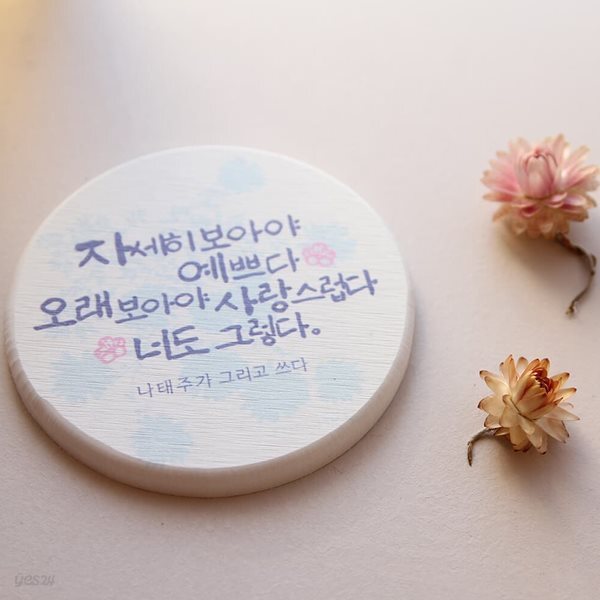 자세히 보아야
예쁘다
오래 보아야 사랑스럽다
너도 그렇다.
나태주가 그리고 쓰다
yes24